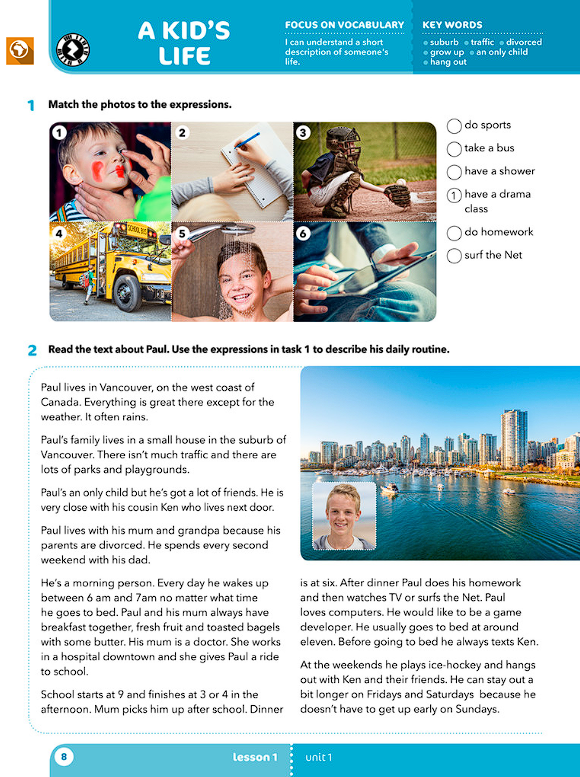 A KID'S
LIFE
FOCUS ON VOCABULARY
I can understand a short
description of someone's
life.
KEY WORDS
suburb • traffic • divorced
grow up • an only child
hang out
1 Match the photos to the expressions.
1
2
3
4
5
6
SCHOOL BUS
do sports
take a bus
have a shower
1 have a drama
class
do homework
surf the Net
2 Read the text about Paul. Use the expressions in task 1 to describe his daily routine.
Paul lives in Vancouver, on the west coast of
Canada. Everything is great there except for the
weather. It often rains.
Paul's family lives in a small house in the suburb of
Vancouver. There isn't much traffic and there are
lots of parks and playgrounds.
Paul's an only child but he's got a lot of friends. He is
very close with his cousin Ken who lives next door.
Paul lives with his mum and grandpa because his
parents are divorced. He spends every second
weekend with his dad.
He's a morning person. Every day he wakes up
between 6 am and 7am no matter what time
he goes to bed. Paul and his mum always have
breakfast together, fresh fruit and toasted bagels
with some butter. His mum is a doctor. She works
in a hospital downtown and she gives Paul a ride
to school.
School starts at 9 and finishes at 3 or 4 in the
afternoon. Mum picks him up after school. Dinner
is at six. After dinner Paul does his homework
and then watches TV or surfs the Net. Paul
loves computers. He would like to be a game
developer. He usually goes to bed at around
eleven. Before going to bed he always texts Ken.
At the weekends he plays ice-hockey and hangs
out with Ken and their friends. He can stay out a
bit longer on Fridays and Saturdays because he
doesn't have to get up early on Sundays.
8
lesson 1
unit 1